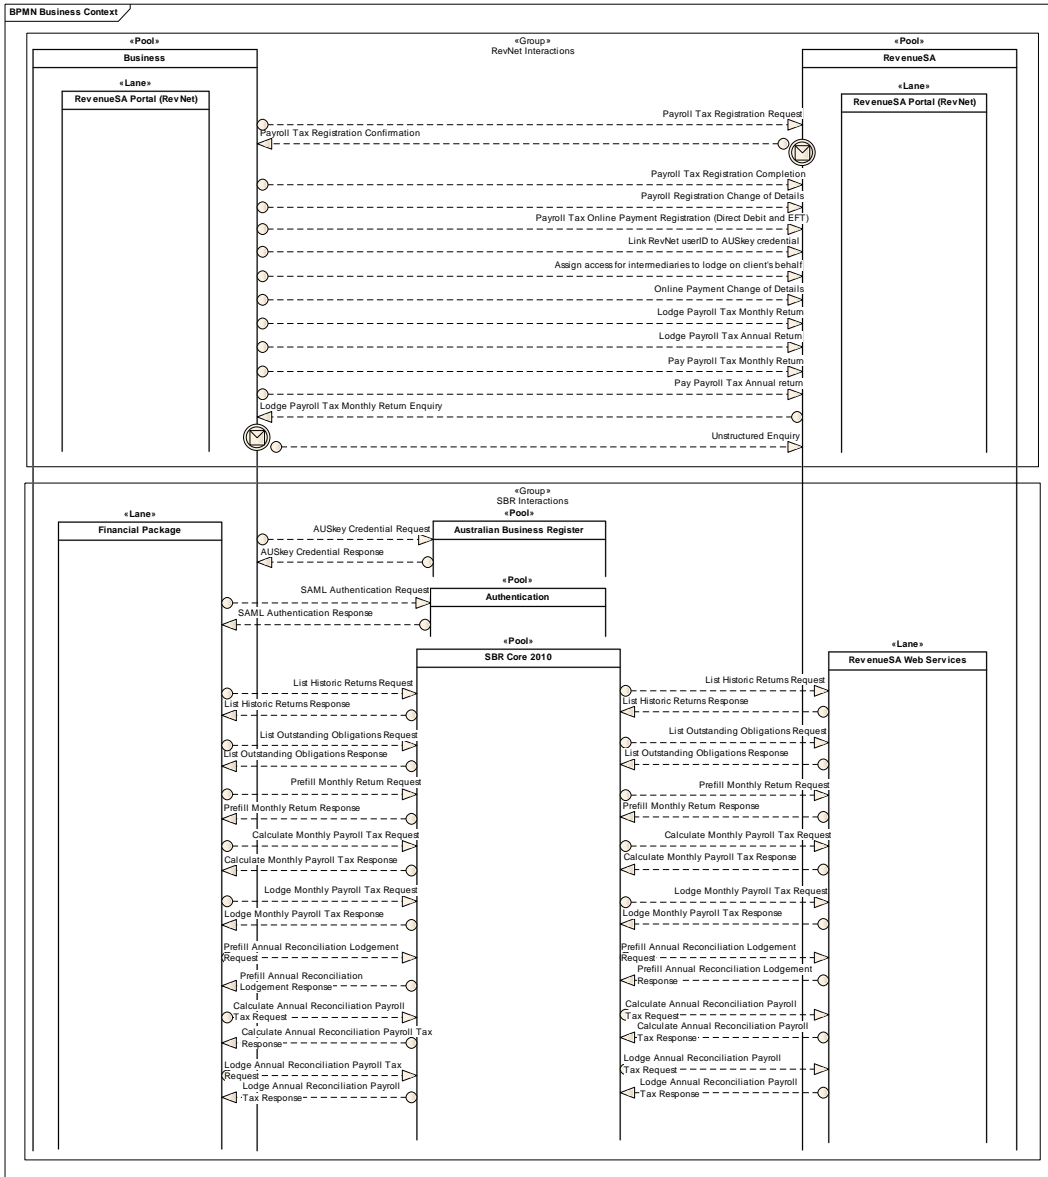 BPMN Business Context
«Group»
RevNet Interactions
«Pool»
Business
«Pool»
RevenueSA
«Lane»
RevenueSA Portal (RevNet)
«Lane»
RevenueSA Portal (RevNet)
Payroll Tax Registration Request
Payroll Tax Registration Confirmation
Payroll Tax Registration Completion
Payroll Registration Change of Details
Payroll Tax Online Payment Registration (Direct Debit and EFT)
Link RevNet userID to AUSkey credential
Assign access for intermediaries to lodge on client's behalf
Online Payment Change of Details
Lodge Payroll Tax Monthly Return
Lodge Payroll Tax Annual Return
Pay Payroll Tax Monthly Return
Pay Payroll Tax Annual return
Lodge Payroll Tax Monthly Return Enquiry
Unstructured Enquiry
«Group»
SBR Interactions
«Lane»
Financial Package
«Pool»
Australian Business Register
AUSkey Credential Request
AUSkey Credential Response
«Pool»
Authentication
SAML Authentication Request
SAML Authentication Response
«Pool»
SBR Core 2010
«Lane»
RevenueSA Web Services
List Historic Returns Request
List Historic Returns Response
List Outstanding Obligations Request
List Outstanding Obligations Response
Prefill Monthly Return Request
Prefill Monthly Return Response
Calculate Monthly Payroll Tax Request
Calculate Monthly Payroll Tax Response
Lodge Monthly Payroll Tax Request
Lodge Monthly Payroll Tax Response
Prefill Annual Reconciliation Lodgement
Request
Prefill Annual Reconciliation
Lodgement Response
Calculate Annual Reconciliation Payroll
Tax Request
Calculate Annual Reconciliation Payroll Tax
Response
Lodge Annual Reconciliation Payroll Tax
Request
Lodge Annual Reconciliation Payroll
Tax Response
List Historic Returns Request
List Historic Returns Response
List Outstanding Obligations Request
List Outstanding Obligations Response
Prefill Monthly Return Request
Prefill Monthly Return Response
Calculate Monthly Payroll Tax Request
Calculate Monthly Payroll Tax Response
Lodge Monthly Payroll Tax Request
Lodge Monthly Payroll Tax Response
Prefill Annual Reconciliation Lodgement
Request
Prefill Annual Reconciliation Lodgement
Response
Calculate Annual Reconciliation Payroll
Tax Request
Calculate Annual Reconciliation Payroll
Tax Response
Lodge Annual Reconciliation Payroll
Tax Request
Lodge Annual Reconciliation Payroll
Tax Response